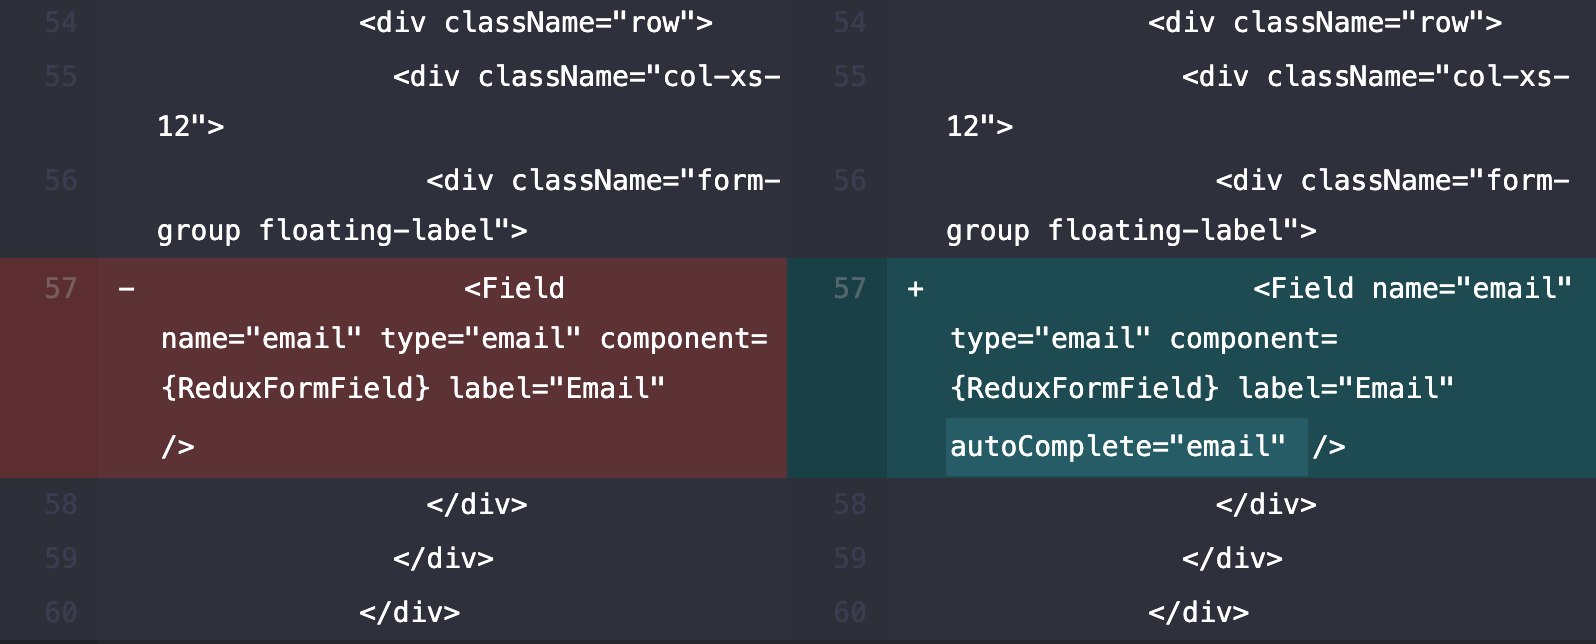 54 <div className="row">
55 <div className="col-xs-
12">
56 <div className="form-
group floating-label">
57 - <Field
name="email" type="email" component=
{ReduxFormField} label="Email"
/>
58 </div>
59 </div>
60 </div>
54 <div className="row">
55 <div className="col-xs-
12">
56 <div className="form-
group floating-label">
57 + <Field name="email"
type="email" component=
{ReduxFormField} label="Email"
autoComplete="email" />
58 </div>
59 </div>
60 </div>